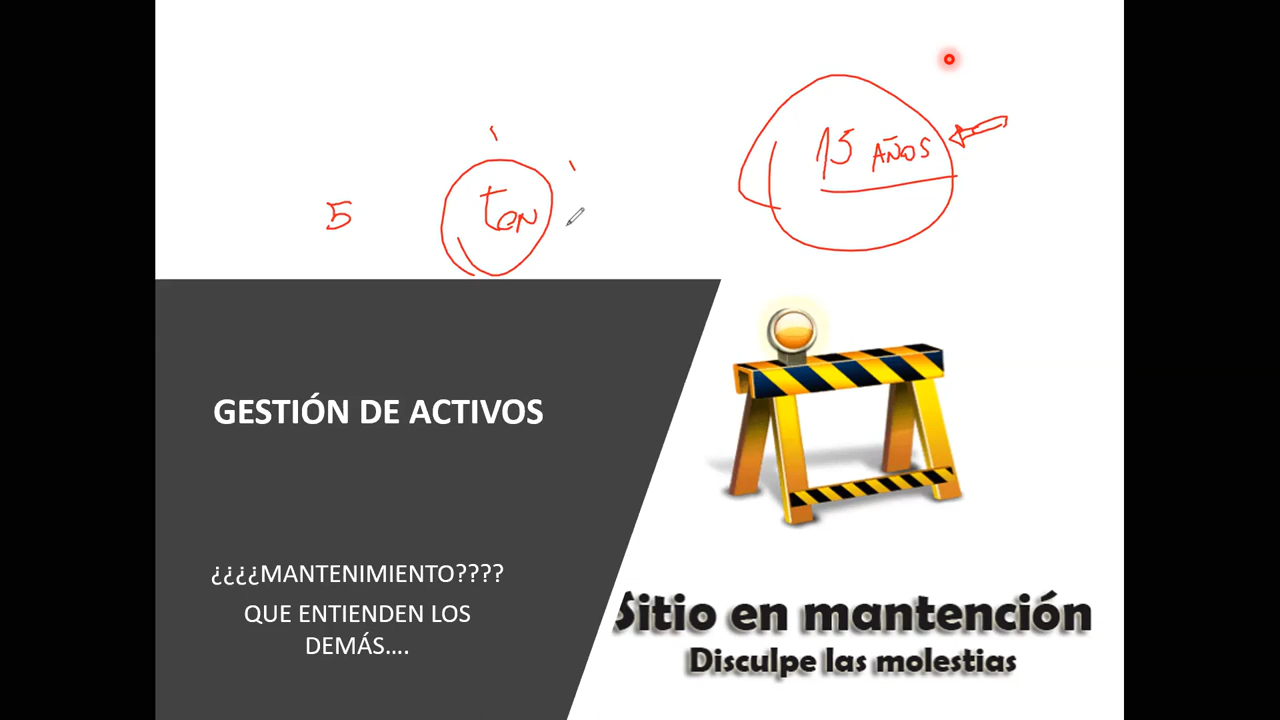 15 AÑOS
5
ten
GESTIÓN DE ACTIVOS
¿¿¿¿MANTENIMIENTO????
QUE ENTIENDEN LOS
DEMÁS....
Sitio en mantención
Disculpe las molestias